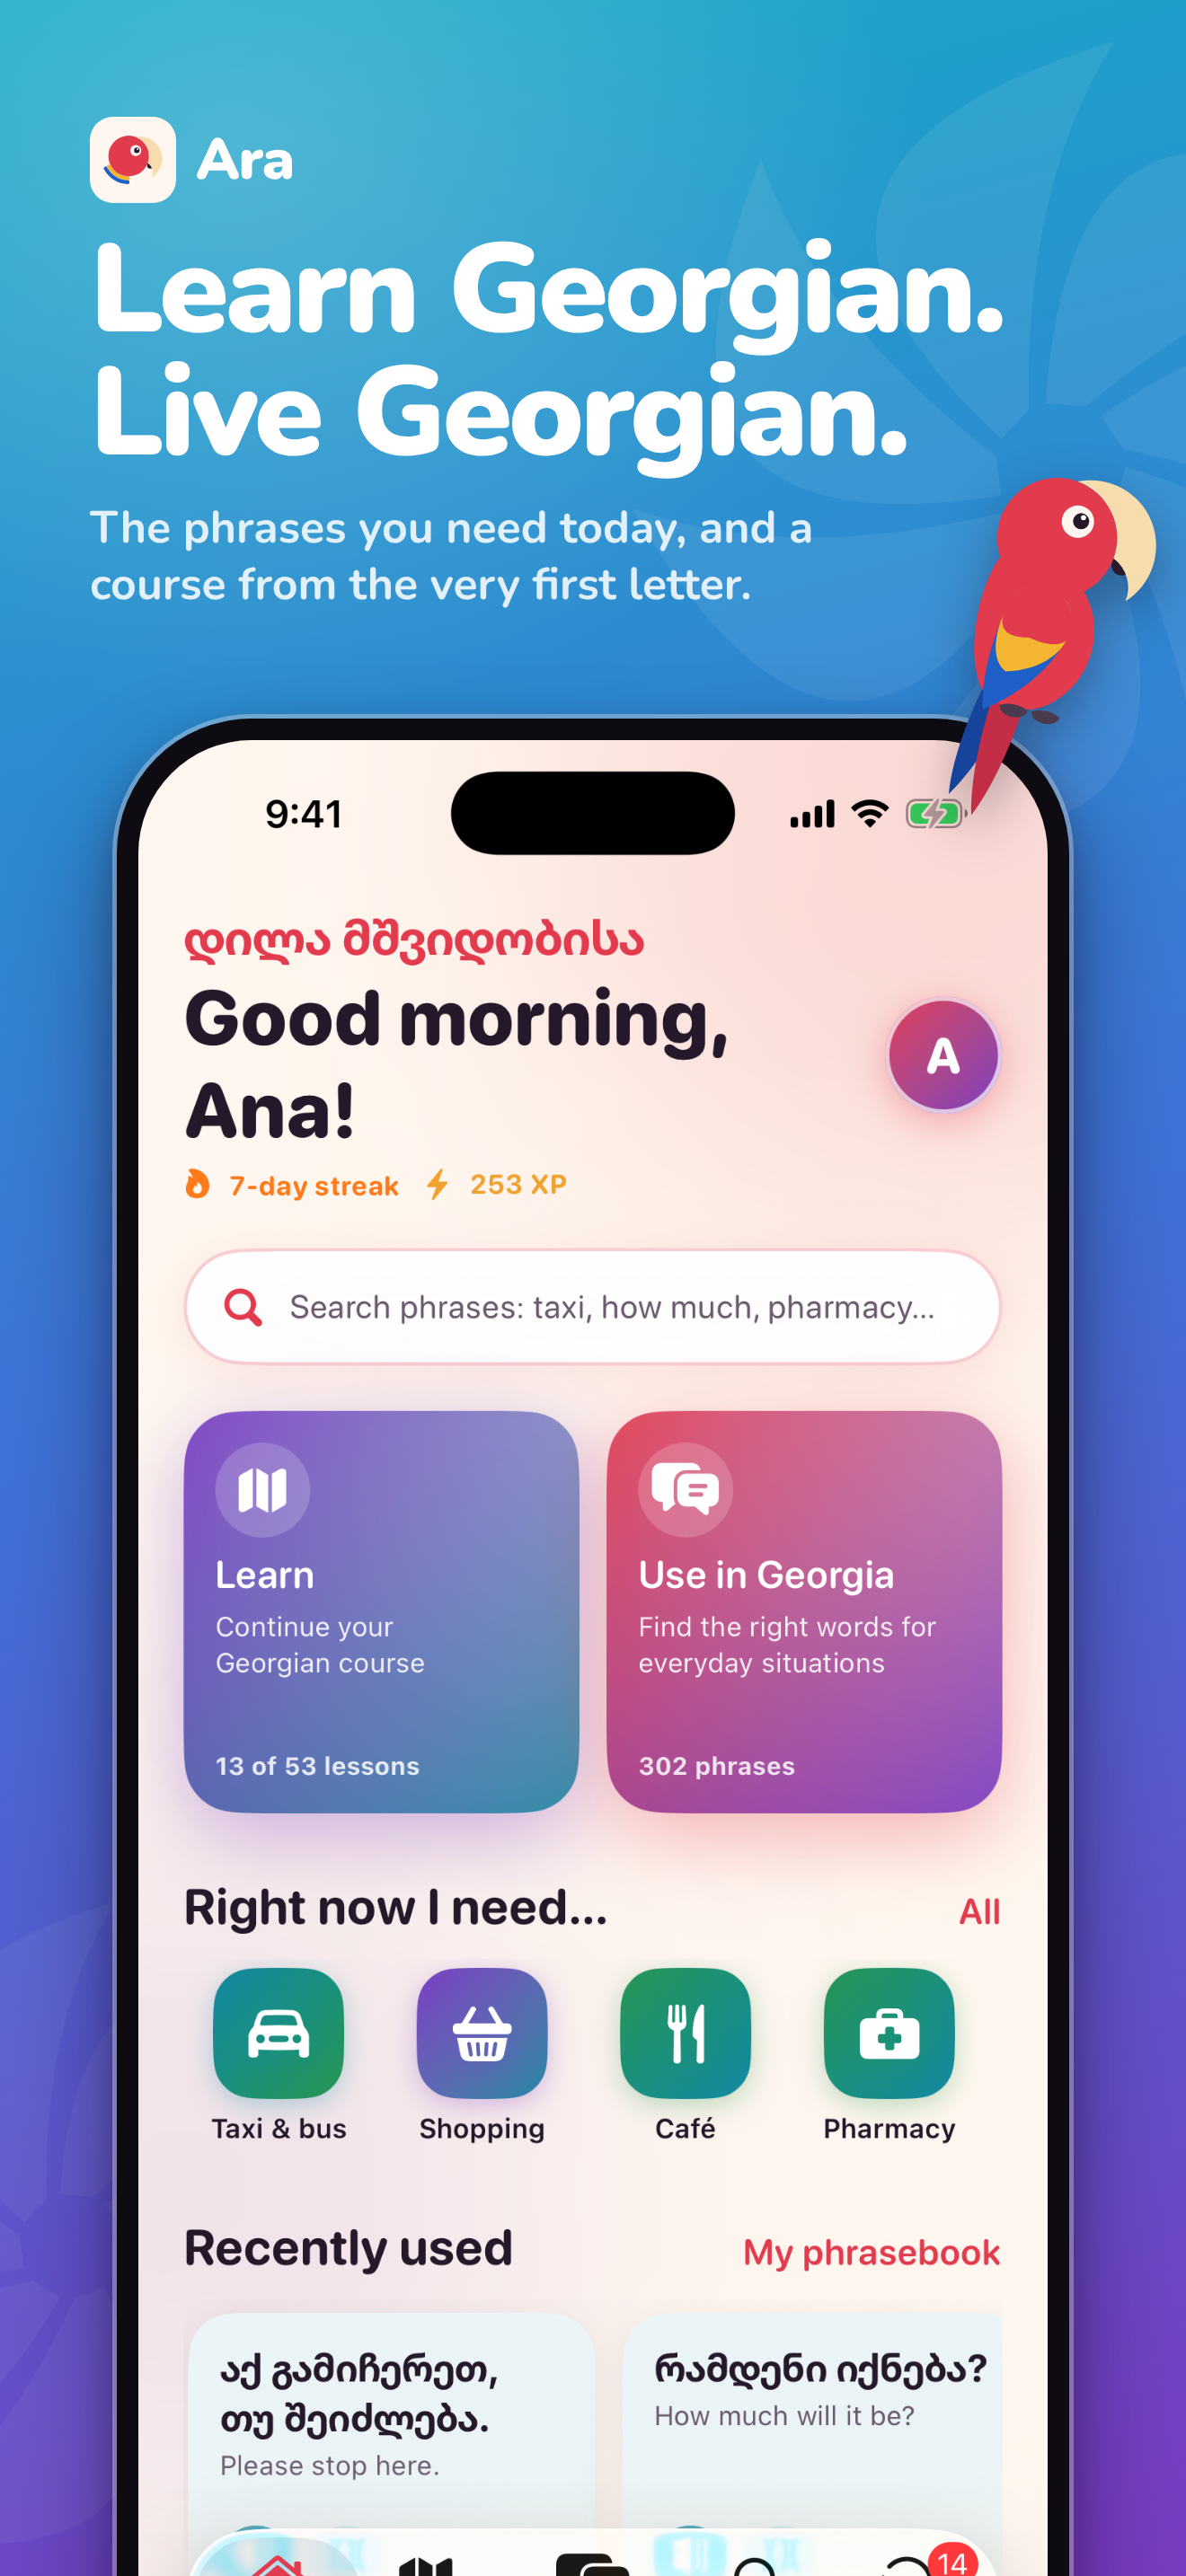 Ara
Learn Georgian.
Live Georgian.
The phrases you need today, and a
course from the very first letter.
9:41
დილა მშვიდობისა
Good morning,
Ana!
A
7-day streak 253 XP
Search phrases: taxi, how much, pharmacy...
Learn
Continue your
Georgian course
13 of 53 lessons
Use in Georgia
Find the right words for
everyday situations
302 phrases
Right now I need...
All
Taxi & bus
Shopping
Café
Pharmacy
Recently used
My phrasebook
აქ გამიჩერეთ,
თუ შეიძლება.
Please stop here.
რამდენი იქნება?
How much will it be?
14